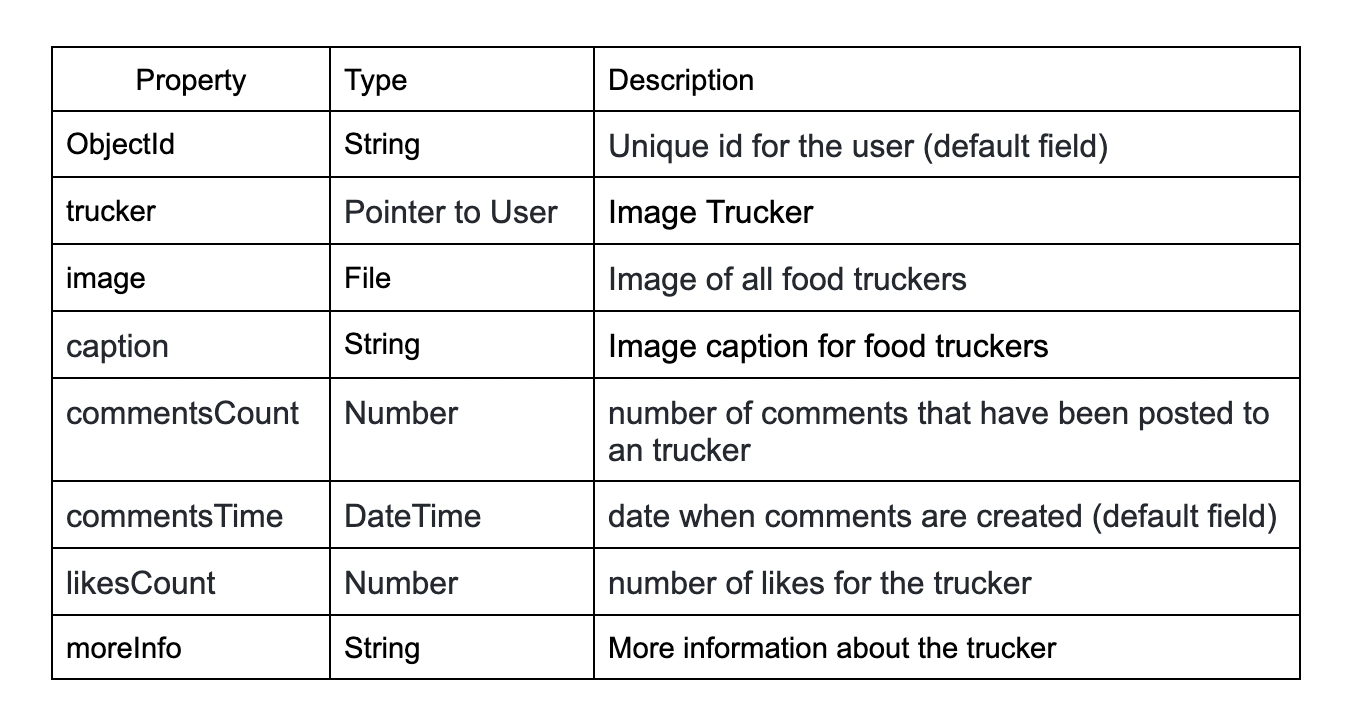 Property Type Description
ObjectId String Unique id for the user (default field)
trucker Pointer to User Image Trucker
image File Image of all food truckers
caption String Image caption for food truckers
commentsCount Number number of comments that have been posted to
an trucker
commentsTime DateTime date when comments are created (default field)
likesCount Number number of likes for the trucker
moreInfo String More information about the trucker